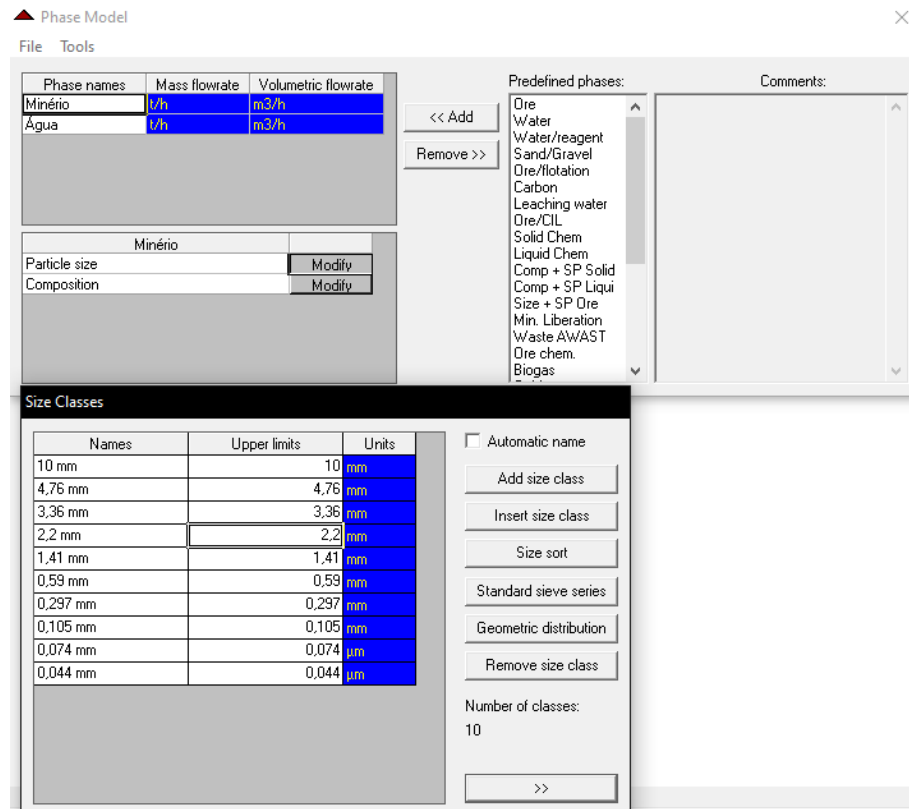 Phase Model
File Tools
Phase names Mass flowrate Volumetric flowrate
Minério t/h m3/h
Água t/h m3/h
<< Add
Remove >>
Predefined phases:
Ore
Water
Water/reagent
Sand/Gravel
Ore/flotation
Carbon
Leaching water
Ore/CIL
Solid Chem
Liquid Chem
Comp + SP Solid
Comp + SP Liqui
Size + SP Ore
Min. Liberation
Waste AWAST
Ore chem.
Biogas
Comments:
Minério
Particle size Modify
Composition Modify
Size Classes
Names Upper limits Units
10 mm 10 mm
4,76 mm 4,76 mm
3,36 mm 3,36 mm
2,2 mm 2,2 mm
1,41 mm 1,41 mm
0,59 mm 0,59 mm
0,297 mm 0,297 mm
0,105 mm 0,105 mm
0,074 mm 0,074 µm
0,044 mm 0,044 µm
Automatic name
Add size class
Insert size class
Size sort
Standard sieve series
Geometric distribution
Remove size class
Number of classes:
10
>>